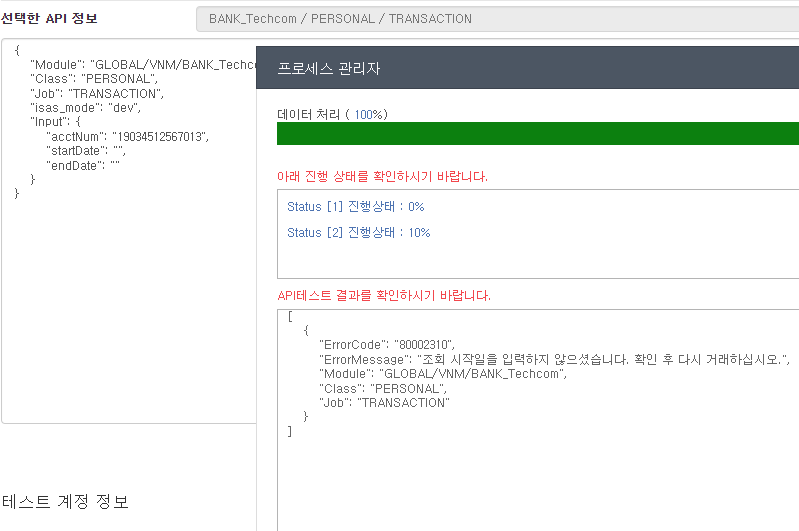 선택한 API 정보
BANK_Techcom / PERSONAL / TRANSACTION
{
"Module": "GLOBAL/VNM/BANK_Techco
"Class": "PERSONAL",
"Job": "TRANSACTION",
"isas_mode": "dev",
"Input": {
"acctNum": "19034512567013",
"startDate": "",
"endDate": ""
}
}
프로세스 관리자
데이터 처리 ( 100%)
아래 진행 상태를 확인하시기 바랍니다.
Status [1] 진행상태 : 0%
Status [2] 진행상태 : 10%
API테스트 결과를 확인하시기 바랍니다.
[
{
"ErrorCode": "80002310",
"ErrorMessage": "조회 시작일을 입력하지 않으셨습니다. 확인 후 다시 거래하십시오.",
"Module": "GLOBAL/VNM/BANK_Techcom",
"Class": "PERSONAL",
"Job": "TRANSACTION"
}
]
테스트 계정 정보